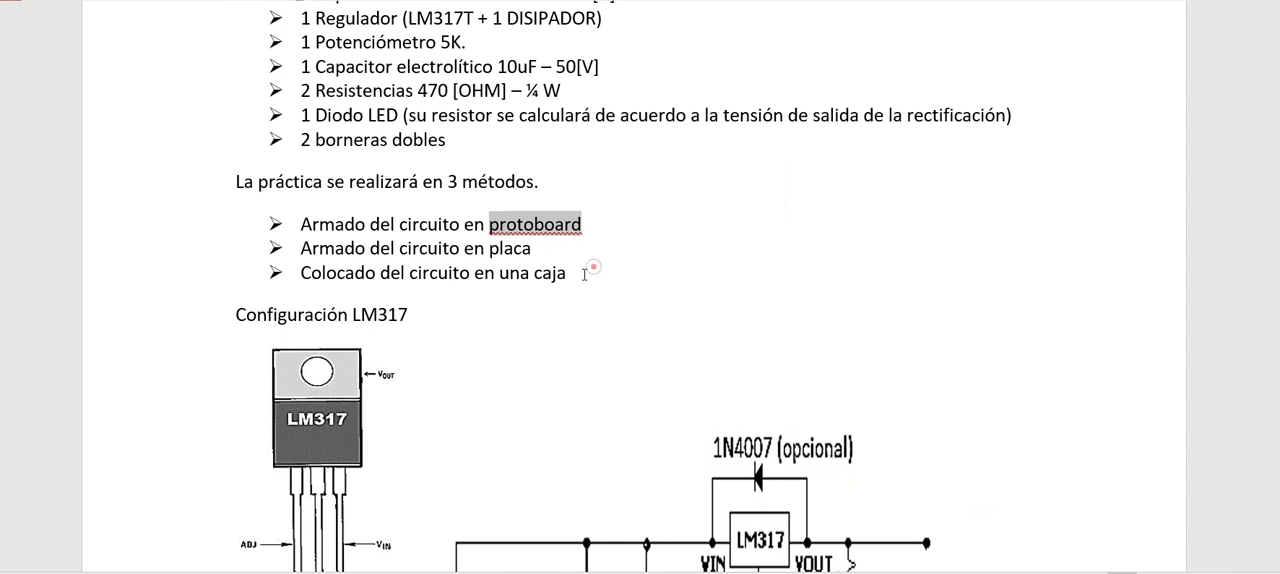 ➢ 1 Regulador (LM317T + 1 DISIPADOR)
➢ 1 Potenciómetro 5K.
➢ 1 Capacitor electrolítico 10uF – 50[V]
➢ 2 Resistencias 470 [OHM] – ¼ W
➢ 1 Diodo LED (su resistor se calculará de acuerdo a la tensión de salida de la rectificación)
➢ 2 borneras dobles
La práctica se realizará en 3 métodos.
➢ Armado del circuito en protoboard
➢ Armado del circuito en placa
➢ Colocado del circuito en una caja
Configuración LM317
VOUT
LM317
ADJ
VIN
1N4007 (opcional)
LM317
VIN
VOUT